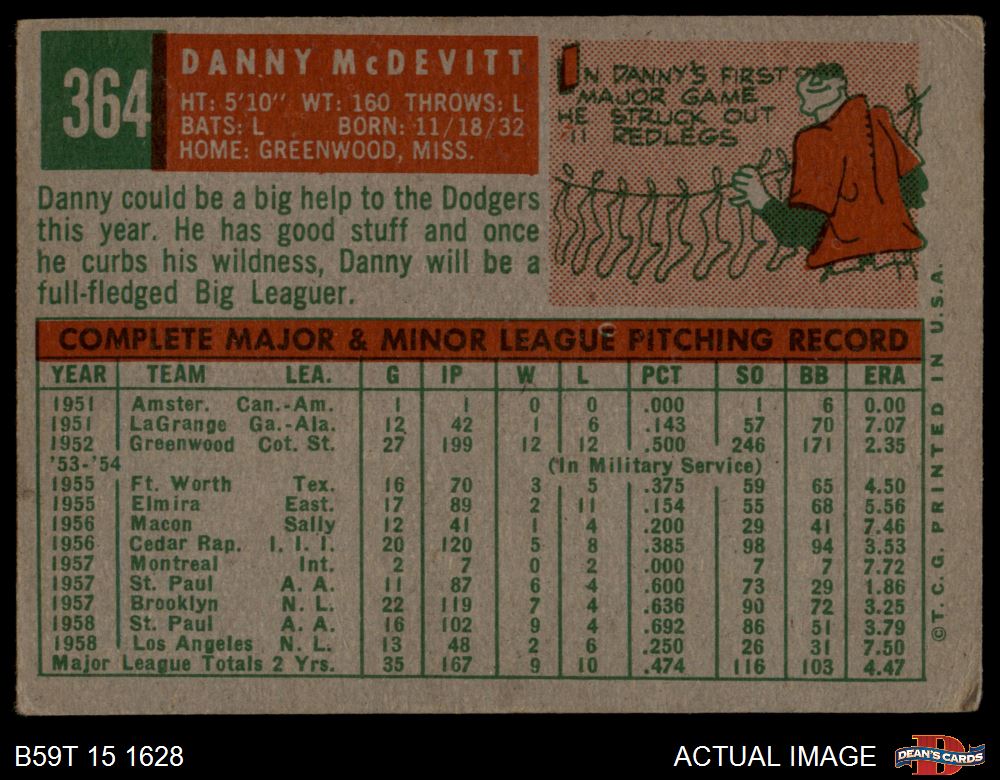 364
DANNY McDEVITT
HT: 5'10" WT: 160 THROWS: L
BATS: L BORN: 11/18/32
HOME: GREENWOOD, MISS.
IN DANNY'S FIRST
MAJOR GAME
HE STRUCK OUT
11 REDLEGS
Danny could be a big help to the Dodgers
this year. He has good stuff and once
he curbs his wildness, Danny will be a
full-fledged Big Leaguer.
COMPLETE MAJOR & MINOR LEAGUE PITCHING RECORD
YEAR TEAM LEA. G IP W L PCT SO BB ERA
1951 Amster. Can.-Am. 1 1 0 0 .000 1 6 0.00
1951 LaGrange Ga.-Ala. 12 42 1 6 .143 57 70 7.07
1952 Greenwood Cot. St. 27 199 12 12 .500 246 171 2.35
'53-'54 (In Military Service)
1955 Ft. Worth Tex. 16 70 3 5 .375 59 65 4.50
1955 Elmira East. 17 89 2 11 .154 55 68 5.56
1956 Macon Sally 12 41 1 4 .200 29 41 7.46
1956 Cedar Rap. I. I. I. 20 120 5 8 .385 98 94 3.53
1957 Montreal Int. 2 7 0 2 .000 7 7 7.72
1957 St. Paul A. A. 11 87 6 4 .600 73 29 1.86
1957 Brooklyn N. L. 22 119 7 4 .636 90 72 3.25
1958 St. Paul A. A. 16 102 9 4 .692 86 51 3.79
1958 Los Angeles N. L. 13 48 2 6 .250 26 31 7.50
Major League Totals 2 Yrs. 35 167 9 10 .474 116 103 4.47
©T.C.G. PRINTED IN U.S.A.
B59T 15 1628
ACTUAL IMAGE
D
DEAN'S CARDS